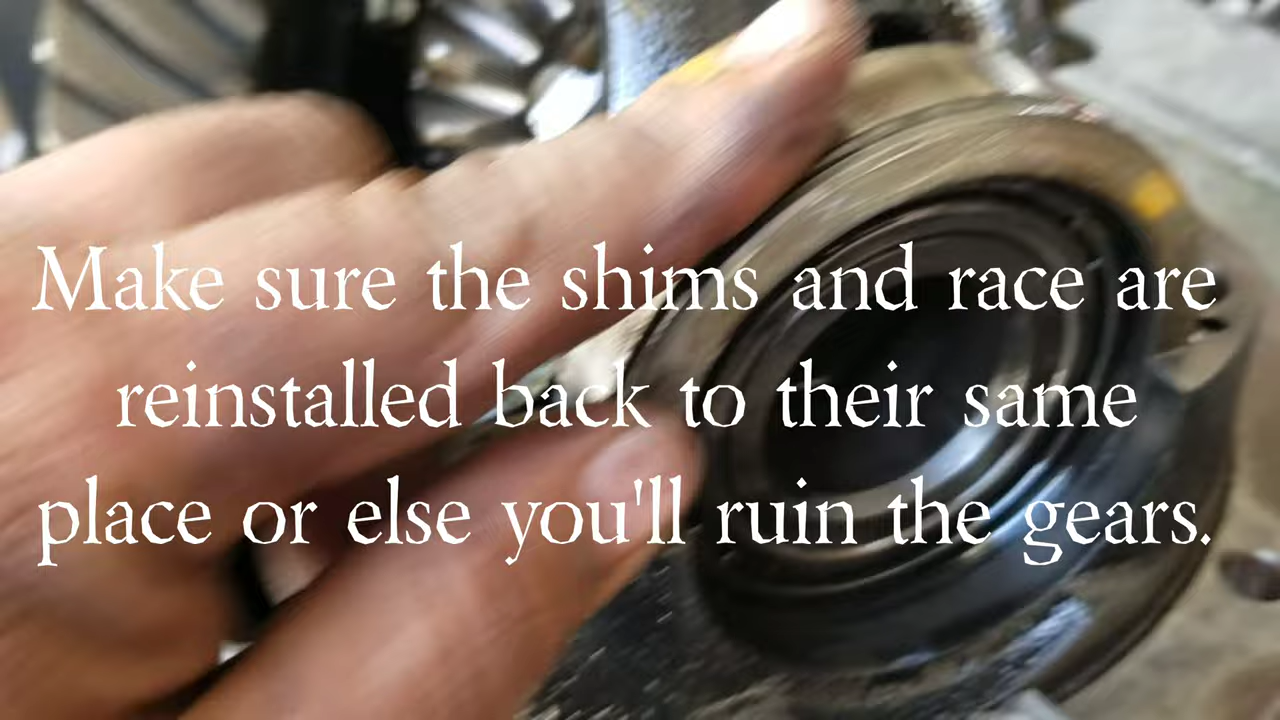 Make sure the shims and race are
reinstalled back to their same
place or else you'll ruin the gears.